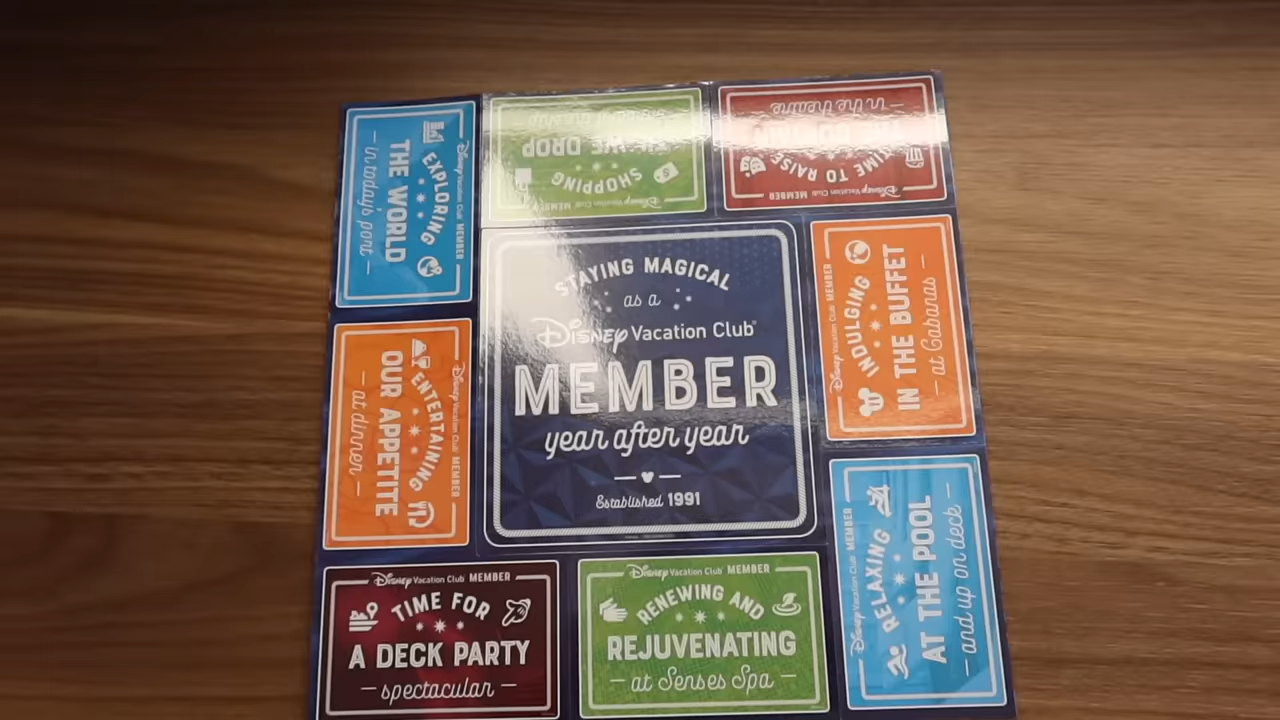 Disney Vacation Club MEMBER
EXPLORING
THE WORLD
in today's port
Disney Vacation Club MEMBER
SHOPPING
DROP
Disney Vacation Club MEMBER
TIME TO RAISE
in the theatre
STAYING MAGICAL
as a
Disney Vacation Club
MEMBER
year after year
Established 1991
Disney Vacation Club MEMBER
INDULGING
IN THE BUFFET
at Cabanas
Disney Vacation Club MEMBER
ENTERTAINING
OUR APPETITE
at dinner
Disney Vacation Club MEMBER
RELAXING
AT THE POOL
and up on deck
Disney Vacation Club MEMBER
TIME FOR
A DECK PARTY
spectacular
Disney Vacation Club MEMBER
RENEWING AND
REJUVENATING
at Senses Spa